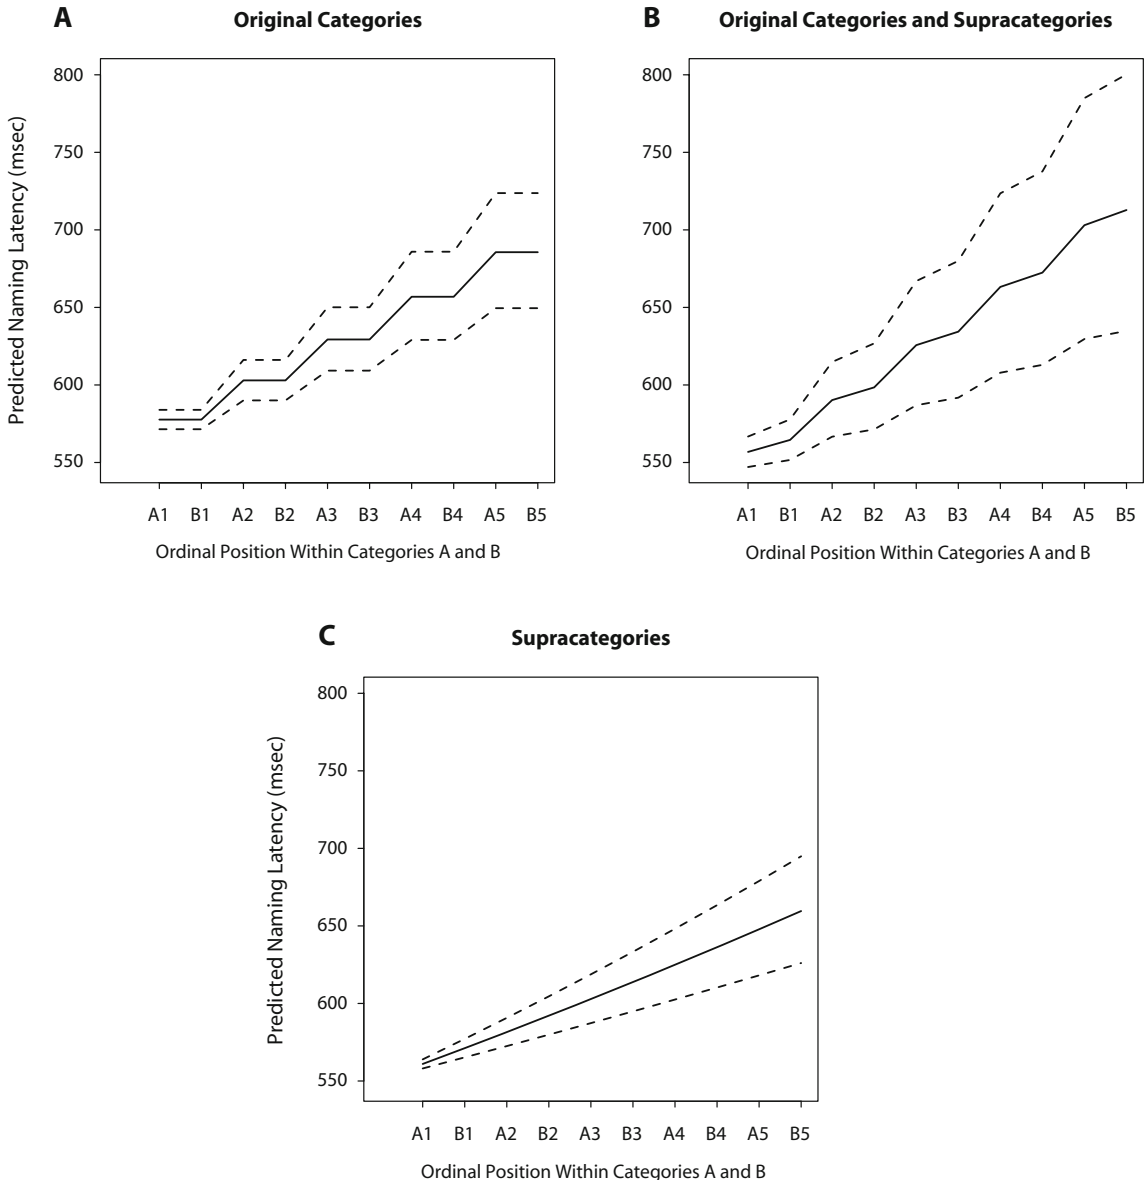 A
Original Categories
Predicted Naming Latency (msec)
800
750
700
650
600
550
A1 B1 A2 B2 A3 B3 A4 B4 A5 B5
Ordinal Position Within Categories A and B
B
Original Categories and Supracategories
800
750
700
650
600
550
A1 B1 A2 B2 A3 B3 A4 B4 A5 B5
Ordinal Position Within Categories A and B
C
Supracategories
Predicted Naming Latency (msec)
800
750
700
650
600
550
A1 B1 A2 B2 A3 B3 A4 B4 A5 B5
Ordinal Position Within Categories A and B